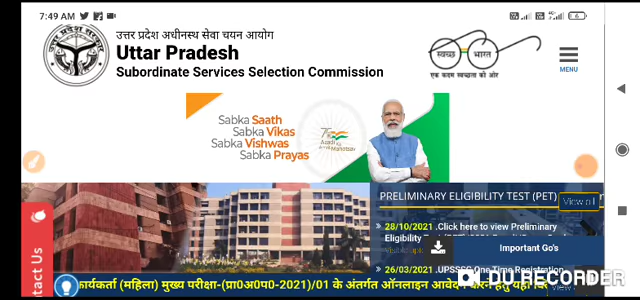 7:49 AM
उत्तर प्रदेश अधीनस्थ सेवा चयन आयोग
Uttar Pradesh
Subordinate Services Selection Commission
स्वच्छ भारत
एक कदम स्वच्छता की ओर
MENU
Sabka Saath
Sabka Vikas
Sabka Vishwas
Sabka Prayas
Azadi Ka
Amrit Mahotsav
PRELIMINARY ELIGIBILITY TEST (PET)
View all
28/10/2021 .Click here to view Preliminary
Eligibility
Important Go's
26/03/2021 .UPSSSC One Time Registration
DU RECORDER
ntact Us
कार्यकर्ता (महिला) मुख्य परीक्षा-(प्रा0अ0प0-2021)/01 के अंतर्गत ऑनलाइन